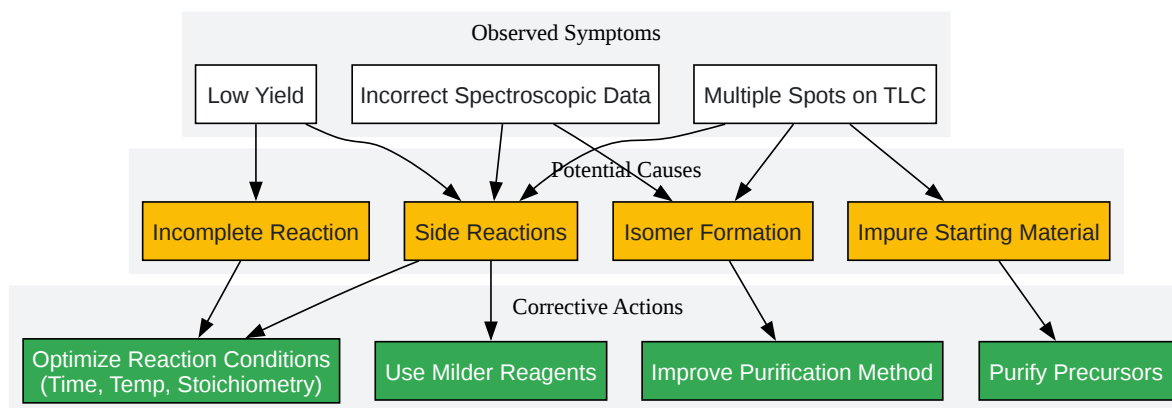 Observed Symptoms
Low Yield
Incorrect Spectroscopic Data
Multiple Spots on TLC
Potential Causes
Incomplete Reaction
Side Reactions
Isomer Formation
Impure Starting Material
Corrective Actions
Optimize Reaction Conditions
(Time, Temp, Stoichiometry)
Use Milder Reagents
Improve Purification Method
Purify Precursors